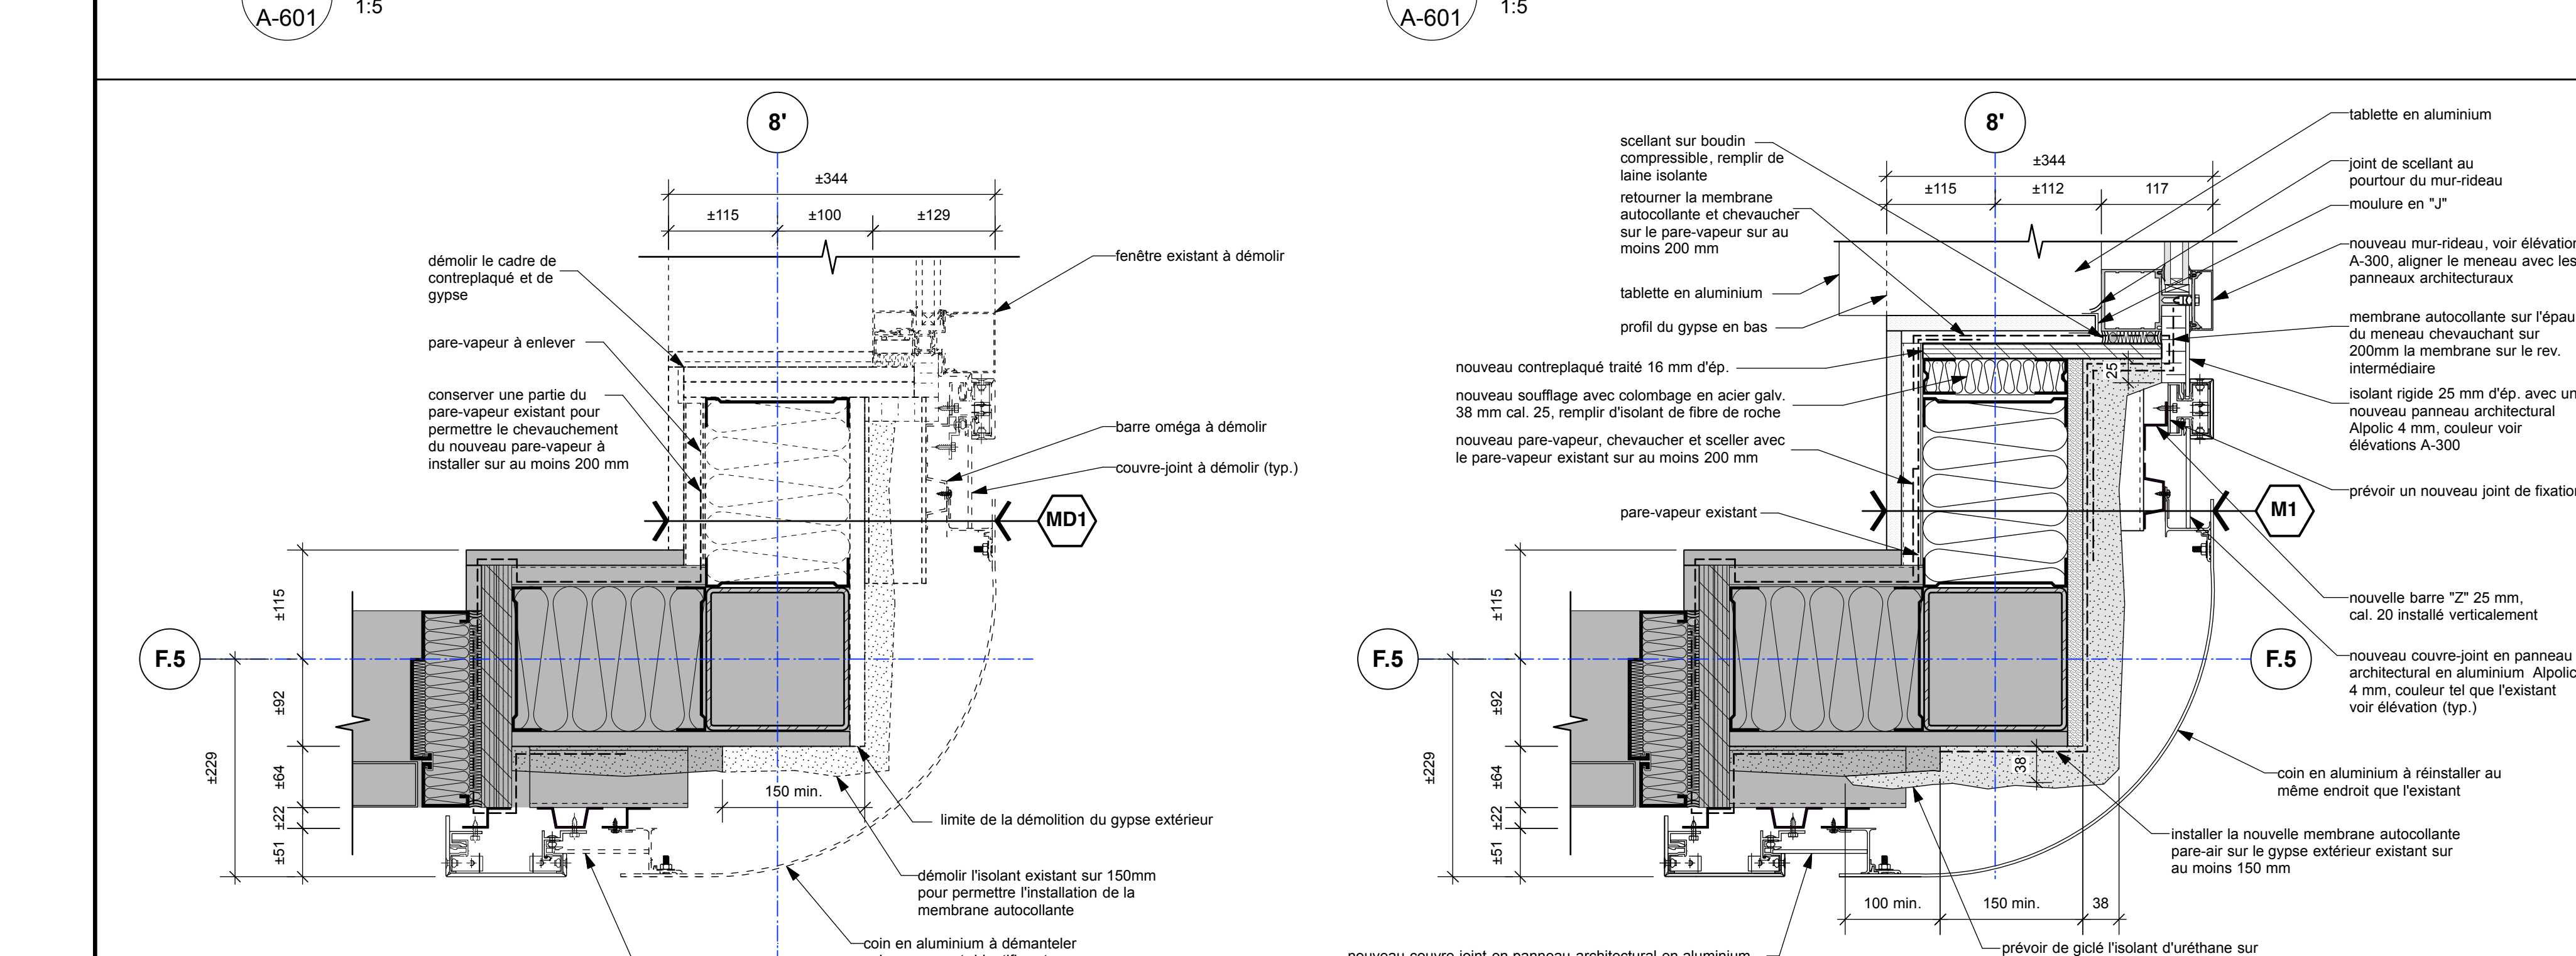 A-601
1:5
A-601
1:5
8'
±344
±115
±100
±129
démolir le cadre de
contreplaqué et de
gypse
pare-vapeur à enlever
conserver une partie du
pare-vapeur existant pour
permettre le chevauchement
du nouveau pare-vapeur à
installer sur au moins 200 mm
fenêtre existant à démolir
barre oméga à démolir
couvre-joint à démolir (typ.)
MD1
F.5
±115
±92
±64
±22
±51
±229
150 min.
limite de la démolition du gypse extérieur
démolir l'isolant existant sur 150mm
pour permettre l'installation de la
membrane autocollante
coin en aluminium à démanteler
8'
±344
±115
±112
117
scellant sur boudin
compressible, remplir de
laine isolante
retourner la membrane
autocollante et chevaucher
sur le pare-vapeur sur au
moins 200 mm
tablette en aluminium
profil du gypse en bas
nouveau contreplaqué traité 16 mm d'ép.
nouveau soufflage avec colombage en acier galv.
38 mm cal. 25, remplir d'isolant de fibre de roche
nouveau pare-vapeur, chevaucher et sceller avec
le pare-vapeur existant sur au moins 200 mm
pare-vapeur existant
tablette en aluminium
joint de scellant au
pourtour du mur-rideau
moulure en "J"
nouveau mur-rideau, voir élévation
A-300, aligner le meneau avec les
panneaux architecturaux
membrane autocollante sur l'épau
du meneau chevauchant sur
200mm la membrane sur le rev.
intermédiaire
isolant rigide 25 mm d'ép. avec un
nouveau panneau architectural
Alpolic 4 mm, couleur voir
élévations A-300
prévoir un nouveau joint de fixation
25
M1
nouvelle barre "Z" 25 mm,
cal. 20 installé verticalement
F.5
F.5
nouveau couvre-joint en panneau
architectural en aluminium Alpolic
4 mm, couleur tel que l'existant
voir élévation (typ.)
±115
±92
±64
±22
±51
±229
38
coin en aluminium à réinstaller au
même endroit que l'existant
installer la nouvelle membrane autocollante
pare-air sur le gypse extérieur existant sur
au moins 150 mm
100 min.
150 min.
38
prévoir de giclé l'isolant d'uréthane sur
nouveau couvre-joint en panneau architectural en aluminium